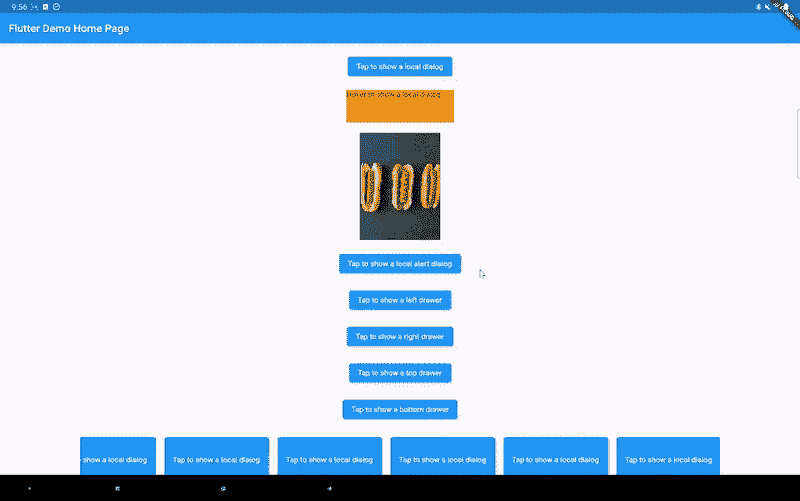 9:56
Flutter Demo Home Page
Tap to show a local dialog
Hover to show a local dialog
Tap to show a local alert dialog
Tap to show a left drawer
Tap to show a right drawer
Tap to show a top drawer
Tap to show a bottom drawer
show a local dialog
Tap to show a local dialog
Tap to show a local dialog
Tap to show a local dialog
Tap to show a local dialog
Tap to show a local dialog